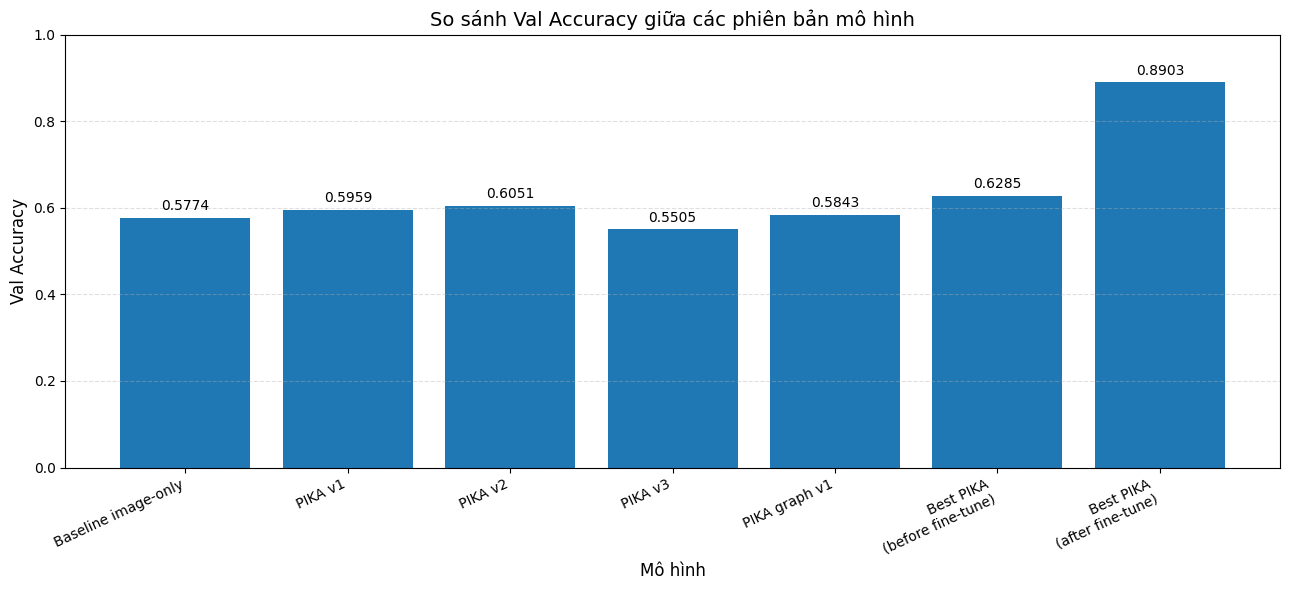 So sánh Val Accuracy giữa các phiên bản mô hình
Val Accuracy
1.0
0.8
0.6
0.4
0.2
0.0
0.5774
0.5959
0.6051
0.5505
0.5843
0.6285
0.8903
Baseline image-only
PIKA v1
PIKA v2
PIKA v3
PIKA graph v1
Best PIKA
(before fine-tune)
Best PIKA
(after fine-tune)
Mô hình